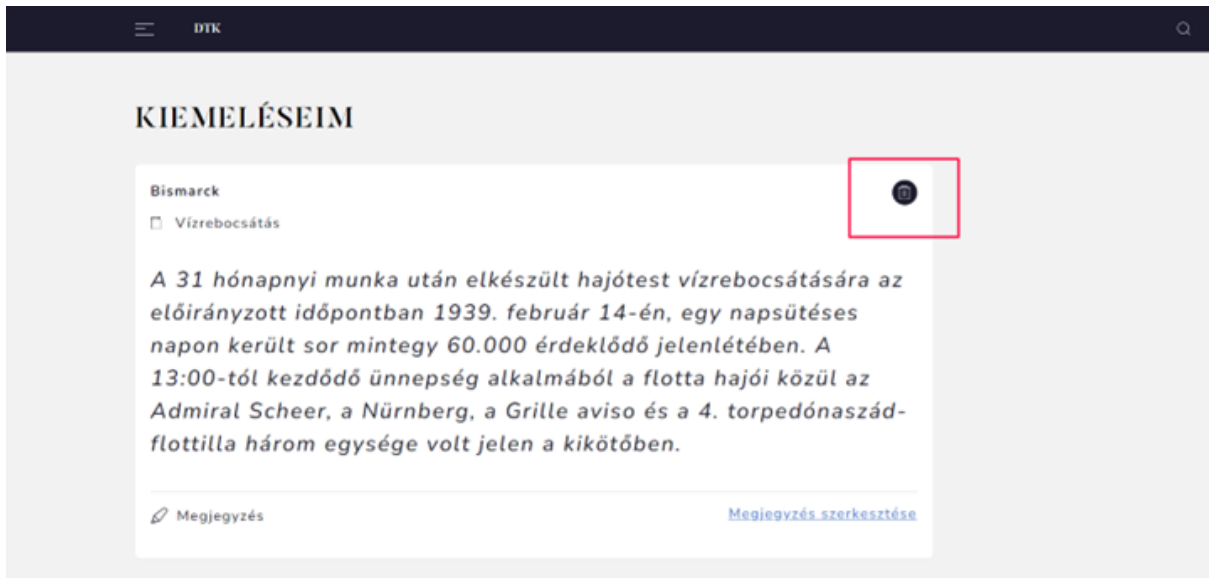 DTK
KIEMELÉSEIM
Bismarck
Vízrebocsátás
A 31 hónapnyi munka után elkészült hajótest vízrebocsátására az
előirányzott időpontban 1939. február 14-én, egy napsütéses
napon került sor mintegy 60.000 érdeklődő jelenlétében. A
13:00-tól kezdődő ünnepség alkalmából a flotta hajói közül az
Admiral Scheer, a Nürnberg, a Grille aviso és a 4. torpedónaszád-
flottilla három egysége volt jelen a kikötőben.
Megjegyzés
Megjegyzés szerkesztése